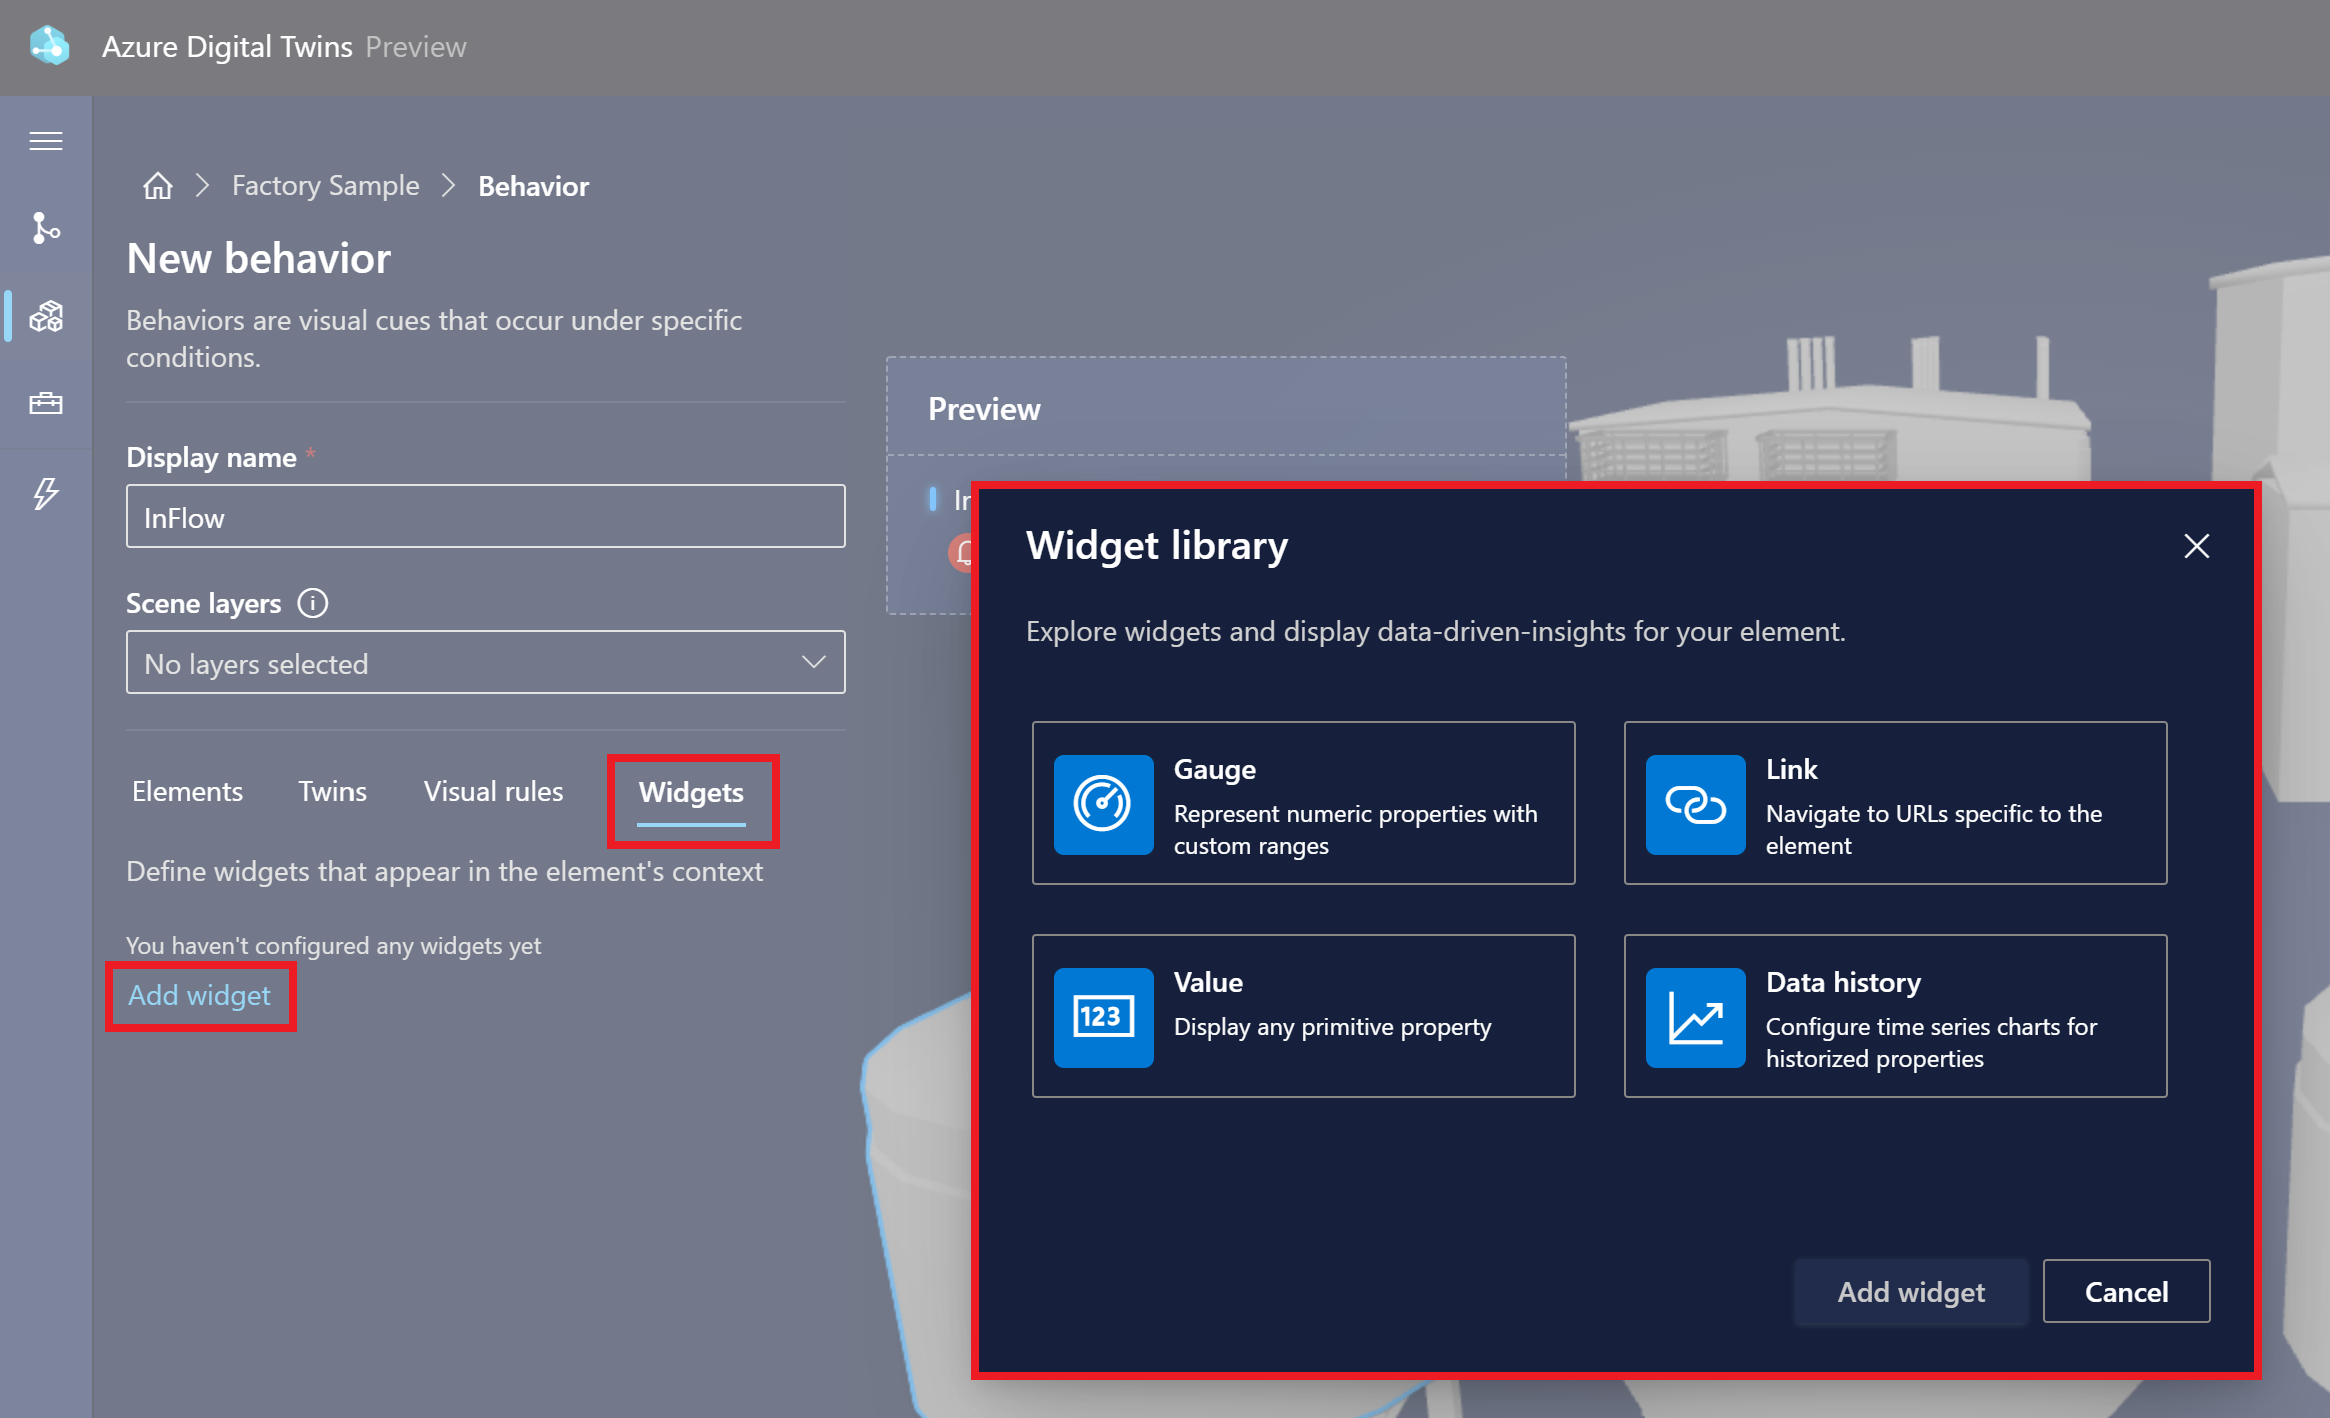 Azure Digital Twins Preview
Factory Sample
Behavior
New behavior
Behaviors are visual cues that occur under specific
conditions.
Display name *
InFlow
Scene layers
No layers selected
Elements
Twins
Visual rules
Widgets
Define widgets that appear in the element's context
You haven't configured any widgets yet
Add widget
Preview
Widget library
Explore widgets and display data-driven-insights for your element.
Gauge
Represent numeric properties with
custom ranges
Link
Navigate to URLs specific to the
element
123
Value
Display any primitive property
Data history
Configure time series charts for
historized properties
Add widget
Cancel